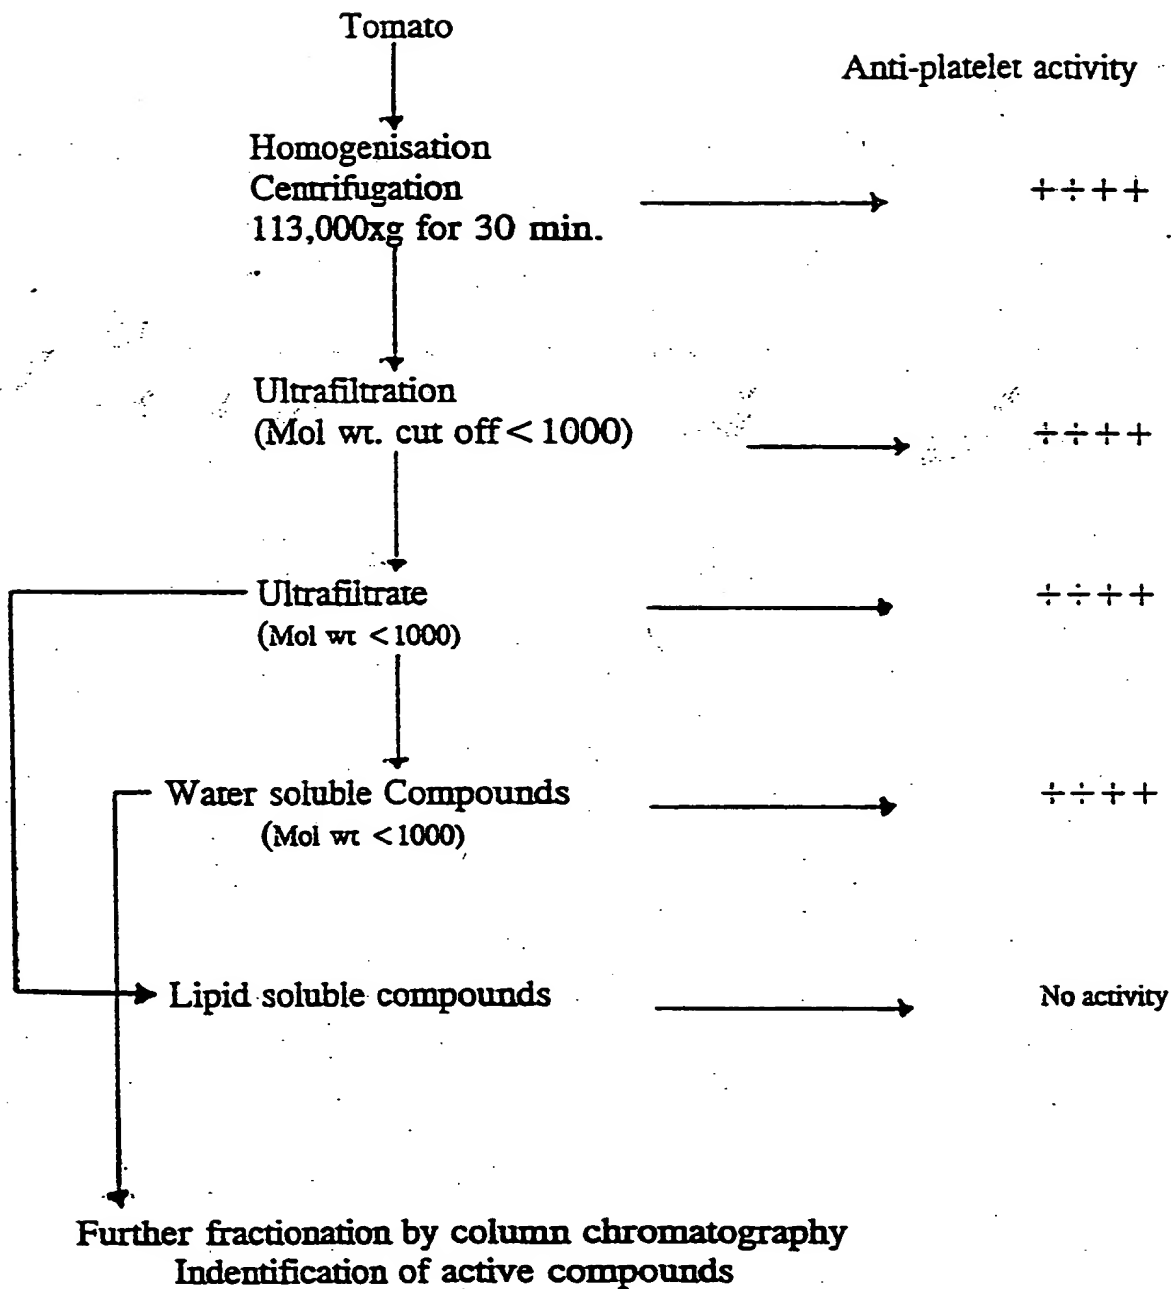 Tomato
Anti-platelet activity
Homogenisation
Centrifugation
113,000xg for 30 min.
+÷++
Ultrafiltration
(Mol wt. cut off < 1000)
÷÷++
Ultrafiltrate
(Mol wt <1000)
÷÷++
Water soluble Compounds
(Mol wt <1000)
÷÷++
Lipid soluble compounds
No activity
Further fractionation by column chromatography
Indentification of active compounds